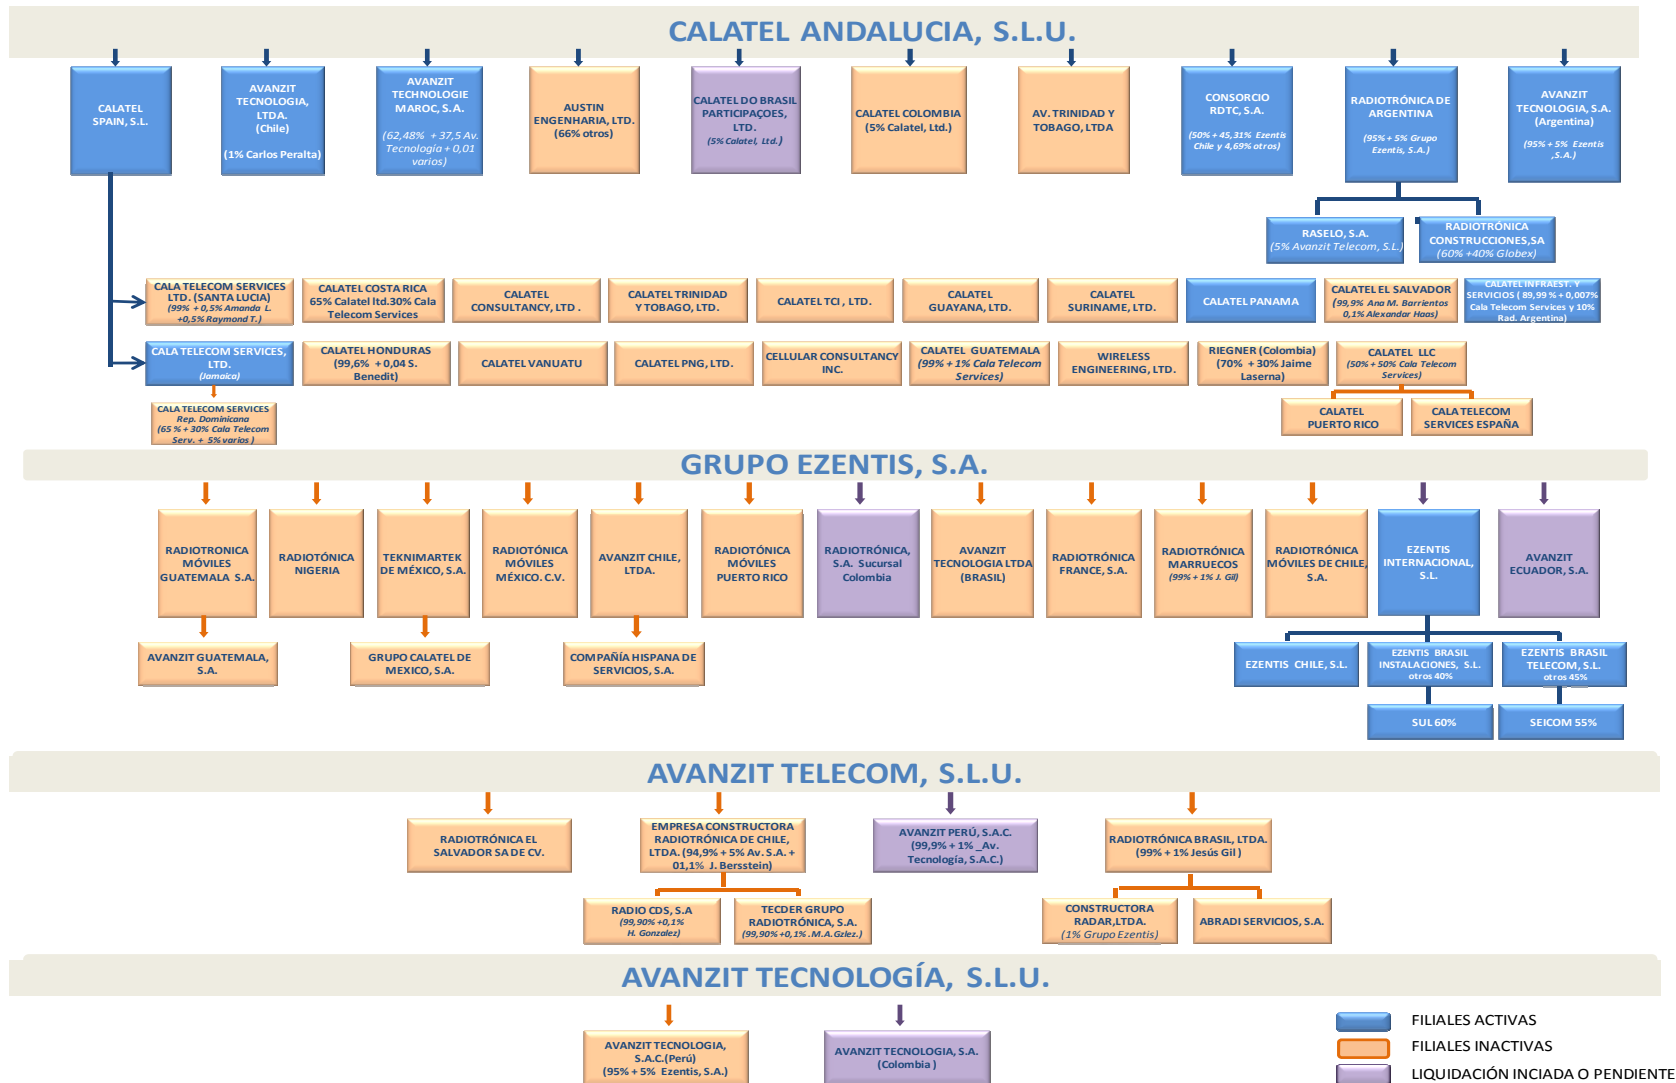 CALATEL ANDALUCIA, S.L.U.
CALATEL
SPAIN, S.L.
AVANZIT
TECNOLOGIA,
LTDA.
(Chile)
(1% Carlos Peralta)
AVANZIT
TECHNOLOGIE
MAROC, S.A.
(62,48% + 37,5 Av.
Tecnología + 0,01
varios)
AUSTIN
ENGENHARIA, LTD.
(66% otros)
CALATEL DO BRASIL
PARTICIPAÇOES,
LTD.
(5% Calatel, Ltd.)
CALATEL COLOMBIA
(5% Calatel, Ltd.)
AV. TRINIDAD Y
TOBAGO, LTDA
CONSORCIO
RDTC, S.A.
(50% + 45,31% Ezentis
Chile y 4,69% otros)
RADIOTRÓNICA DE
ARGENTINA
(95% + 5% Grupo
Ezentis, S.A.)
AVANZIT
TECNOLOGIA, S.A.
(Argentina)
(95% + 5% Ezentis
,S.A.)
RASELO, S.A.
(5% Avanzit Telecom, S.L.)
RADIOTRÓNICA
CONSTRUCCIONES,SA
(60% +40% Globex)
CALA TELECOM SERVICES
LTD. (SANTA LUCIA)
(99% + 0,5% Amanda L.
+0,5% Raymond T.)
CALATEL COSTA RICA
65% Calatel ltd.30% Cala
Telecom Services
CALATEL
CONSULTANCY, LTD .
CALATEL TRINIDAD
Y TOBAGO, LTD.
CALATEL TCI , LTD.
CALATEL
GUAYANA, LTD.
CALATEL
SURINAME, LTD.
CALATEL PANAMA
CALATEL EL SALVADOR
(99,9% Ana M. Barrientos
0,1% Alexandar Haas)
CALATEL INFRAEST. Y
SERVICIOS ( 89,99 % + 0,007%
Cala Telecom Services y 10%
Rad. Argentina)
CALA TELECOM SERVICES,
LTD.
(Jamaica)
CALATEL HONDURAS
(99,6% + 0,04 S.
Benedit)
CALATEL VANUATU
CALATEL PNG, LTD.
CELLULAR CONSULTANCY
INC.
CALATEL GUATEMALA
(99% + 1% Cala Telecom
Services)
WIRELESS
ENGINEERING, LTD.
RIEGNER (Colombia)
(70% + 30% Jaime
Laserna)
CALATEL LLC
(50% + 50% Cala Telecom
Services)
CALA TELECOM SERVICES
Rep. Dominicana
(65 % + 30% Cala Telecom
Serv. + 5% varios )
CALATEL
PUERTO RICO
CALA TELECOM
SERVICES ESPAÑA
GRUPO EZENTIS, S.A.
RADIOTRONICA
MÓVILES
GUATEMALA S.A.
RADIOTÓNICA
NIGERIA
TEKNIMARTEK
DE MÉXICO, S.A.
RADIOTÓNICA
MÓVILES
MÉXICO. C.V.
AVANZIT CHILE,
LTDA.
RADIOTÓNICA
MÓVILES
PUERTO RICO
RADIOTRÓNICA,
S.A. Sucursal
Colombia
AVANZIT
TECNOLOGIA LTDA
(BRASIL)
RADIOTRÓNICA
FRANCE, S.A.
RADIOTRÓNICA
MARRUECOS
(99% + 1% J. Gil)
RADIOTRÓNICA
MÓVILES DE CHILE,
S.A.
EZENTIS
INTERNACIONAL,
S.L.
AVANZIT
ECUADOR, S.A.
AVANZIT GUATEMALA,
S.A.
GRUPO CALATEL DE
MEXICO, S.A.
COMPAÑÍA HISPANA DE
SERVICIOS, S.A.
EZENTIS CHILE, S.L.
EZENTIS BRASIL
INSTALACIONES, S.L.
otros 40%
EZENTIS BRASIL
TELECOM, S.L.
otros 45%
SUL 60%
SEICOM 55%
AVANZIT TELECOM, S.L.U.
RADIOTRÓNICA EL
SALVADOR SA DE CV.
EMPRESA CONSTRUCTORA
RADIOTRÓNICA DE CHILE,
LTDA. (94,9% + 5% Av. S.A. +
01,1% J. Bersstein)
AVANZIT PERÚ, S.A.C.
(99,9% + 1% _Av.
Tecnología, S.A.C.)
RADIOTRÓNICA BRASIL, LTDA.
(99% + 1% Jesús Gil )
RADIO CDS, S.A
(99,90% +0,1%
H. Gonzalez)
TECDER GRUPO
RADIOTRÓNICA, S.A.
(99,90% +0,1% .M.A.Gzlez.)
CONSTRUCTORA
RADAR,LTDA.
(1% Grupo Ezentis)
ABRADI SERVICIOS, S.A.
AVANZIT TECNOLOGÍA, S.L.U.
AVANZIT TECNOLOGIA,
S.A.C.(Perú)
(95% + 5% Ezentis, S.A.)
AVANZIT TECNOLOGIA, S.A.
(Colombia )
FILIALES ACTIVAS
FILIALES INACTIVAS
LIQUIDACIÓN INCIADA O PENDIENTE